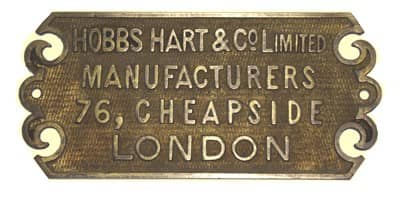 HOBBS HART & CO. LIMITED
MANUFACTURERS
76, CHEAPSIDE
LONDON